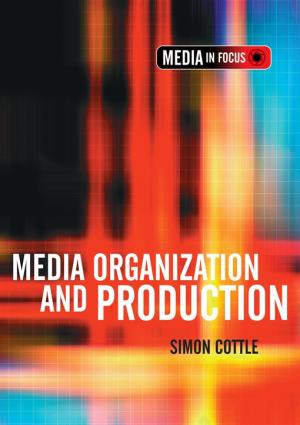 MEDIA IN FOCUS
MEDIA ORGANIZATION
AND PRODUCTION
SIMON COTTLE